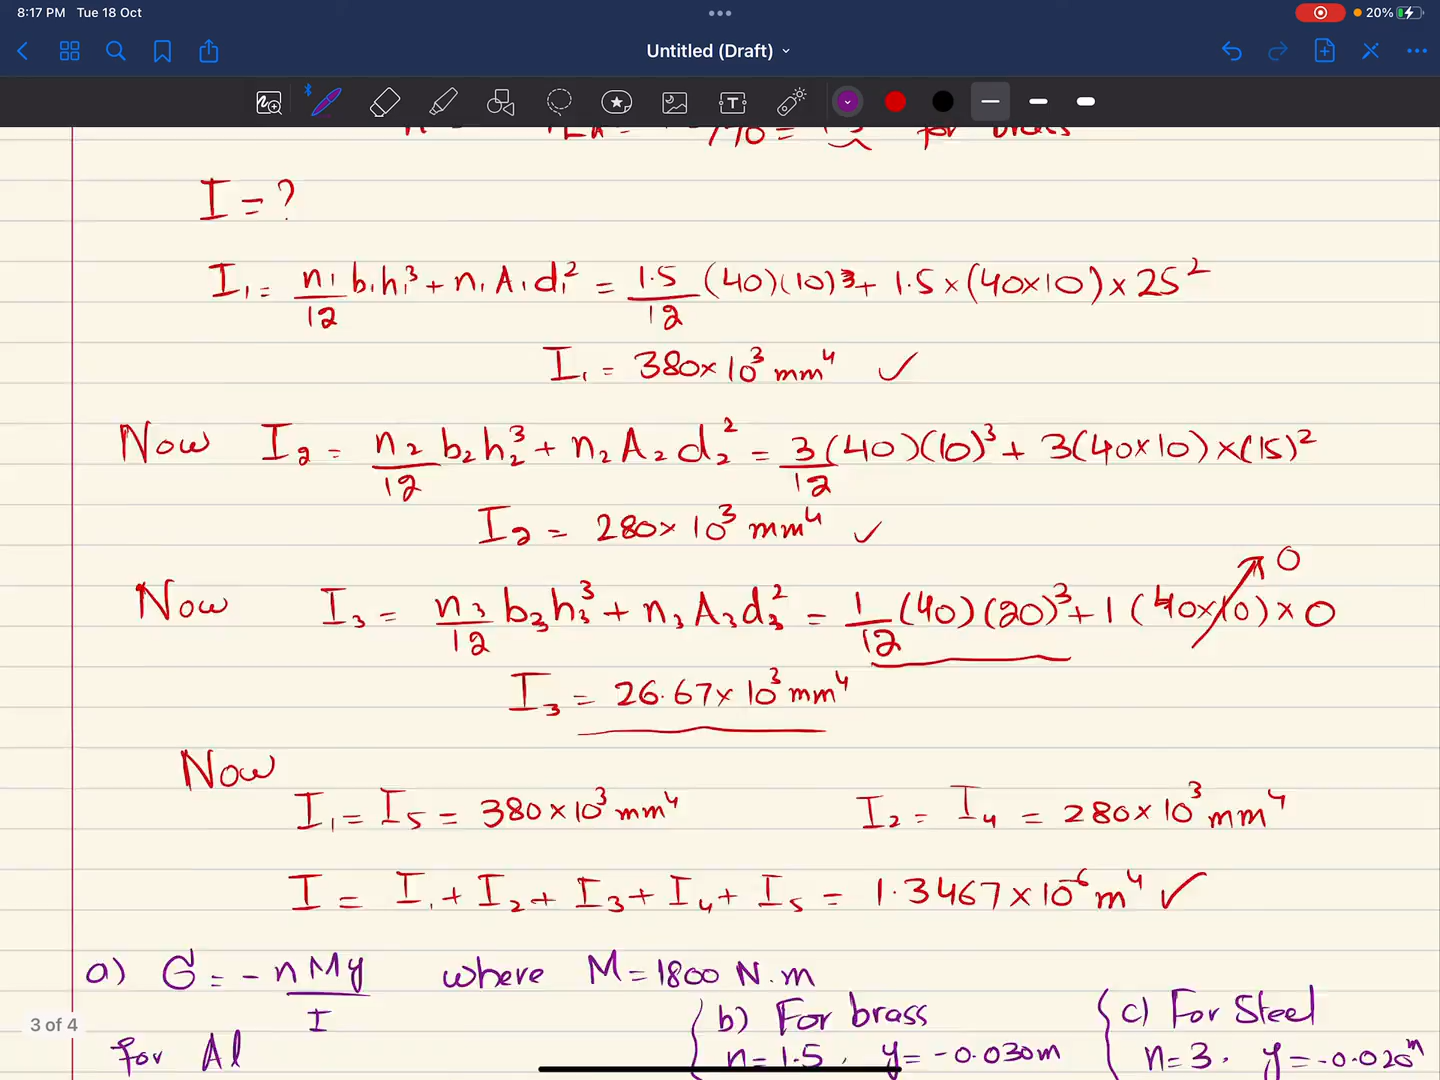 8:17 PM Tue 18 Oct
20%
Untitled (Draft)
770 = for brass
I = ?
I₁ = n₁/12 b₁h₁³ + n₁A₁d₁² = 1.5/12 (40)(10)³ + 1.5 × (40×10) × 25²
I₁ = 380×10³ mm⁴ ✓
Now I₂ = n₂/12 b₂h₂³ + n₂A₂d₂² = 3/12 (40)(10)³ + 3(40×10) × (15)²
I₂ = 280×10³ mm⁴ ✓
Now I₃ = n₃/12 b₃h₃³ + n₃A₃d₃² = 1/12 (40)(20)³ + 1(40×10) × 0 0
I₃ = 26.67×10³ mm⁴
Now
I₁ = I₅ = 380×10³ mm⁴ I₂ = I₄ = 280×10³ mm⁴
I = I₁ + I₂ + I₃ + I₄ + I₅ = 1.3467×10⁻⁶ m⁴ ✓
a) σ = - nMy/I where M = 1800 N.m
b) For brass c) For Steel
3 of 4
for Al n = 1.5, y = -0.030m n = 3, y = -0.020m